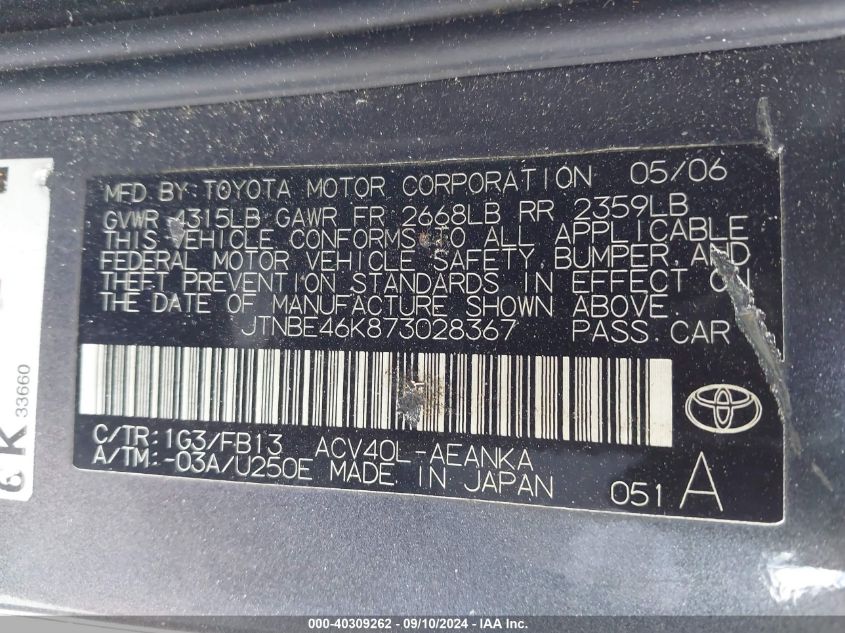 MFD.BY:TOYOTA MOTOR CORPORATION 05/06
GVWR 4315LB GAWR FR 2668LB RR 2359LB
THIS VEHICLE CONFORMS TO ALL APPLICABLE
FEDERAL MOTOR VEHICLE SAFETY,BUMPER,AND
THEFT PREVENTION STANDARDS IN EFFECT ON
THE DATE OF MANUFACTURE SHOWN ABOVE.
JTNBE46K873028367 PASS.CAR
C/TR:1G3/FB13 ACV40L-AEANKA
A/TM:-03A/U250E MADE IN JAPAN
051 A
K 33660
000-40309262 - 09/10/2024 - IAA Inc.